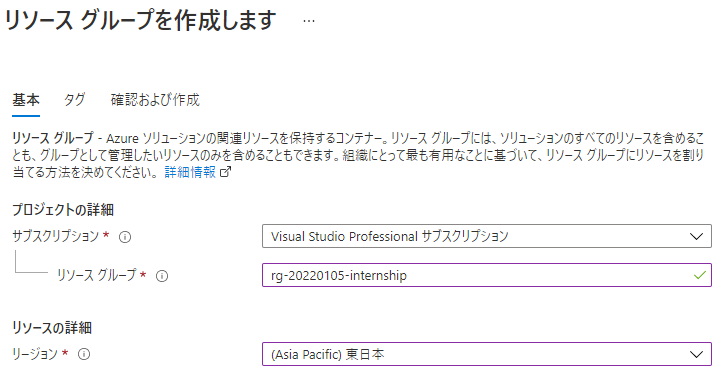 リソース グループを作成します ...
基本 タグ 確認および作成
リソース グループ - Azure ソリューションの関連リソースを保持するコンテナー。リソース グループには、ソリューションのすべてのリソースを含めるこ
とも、グループとして管理したいリソースのみを含めることもできます。組織にとって最も有用なことに基づいて、リソース グループにリソースを割り
当てる方法を決めてください。 詳細情報
プロジェクトの詳細
サブスクリプション * Visual Studio Professional サブスクリプション
リソース グループ * rg-20220105-internship
リソースの詳細
リージョン * (Asia Pacific) 東日本